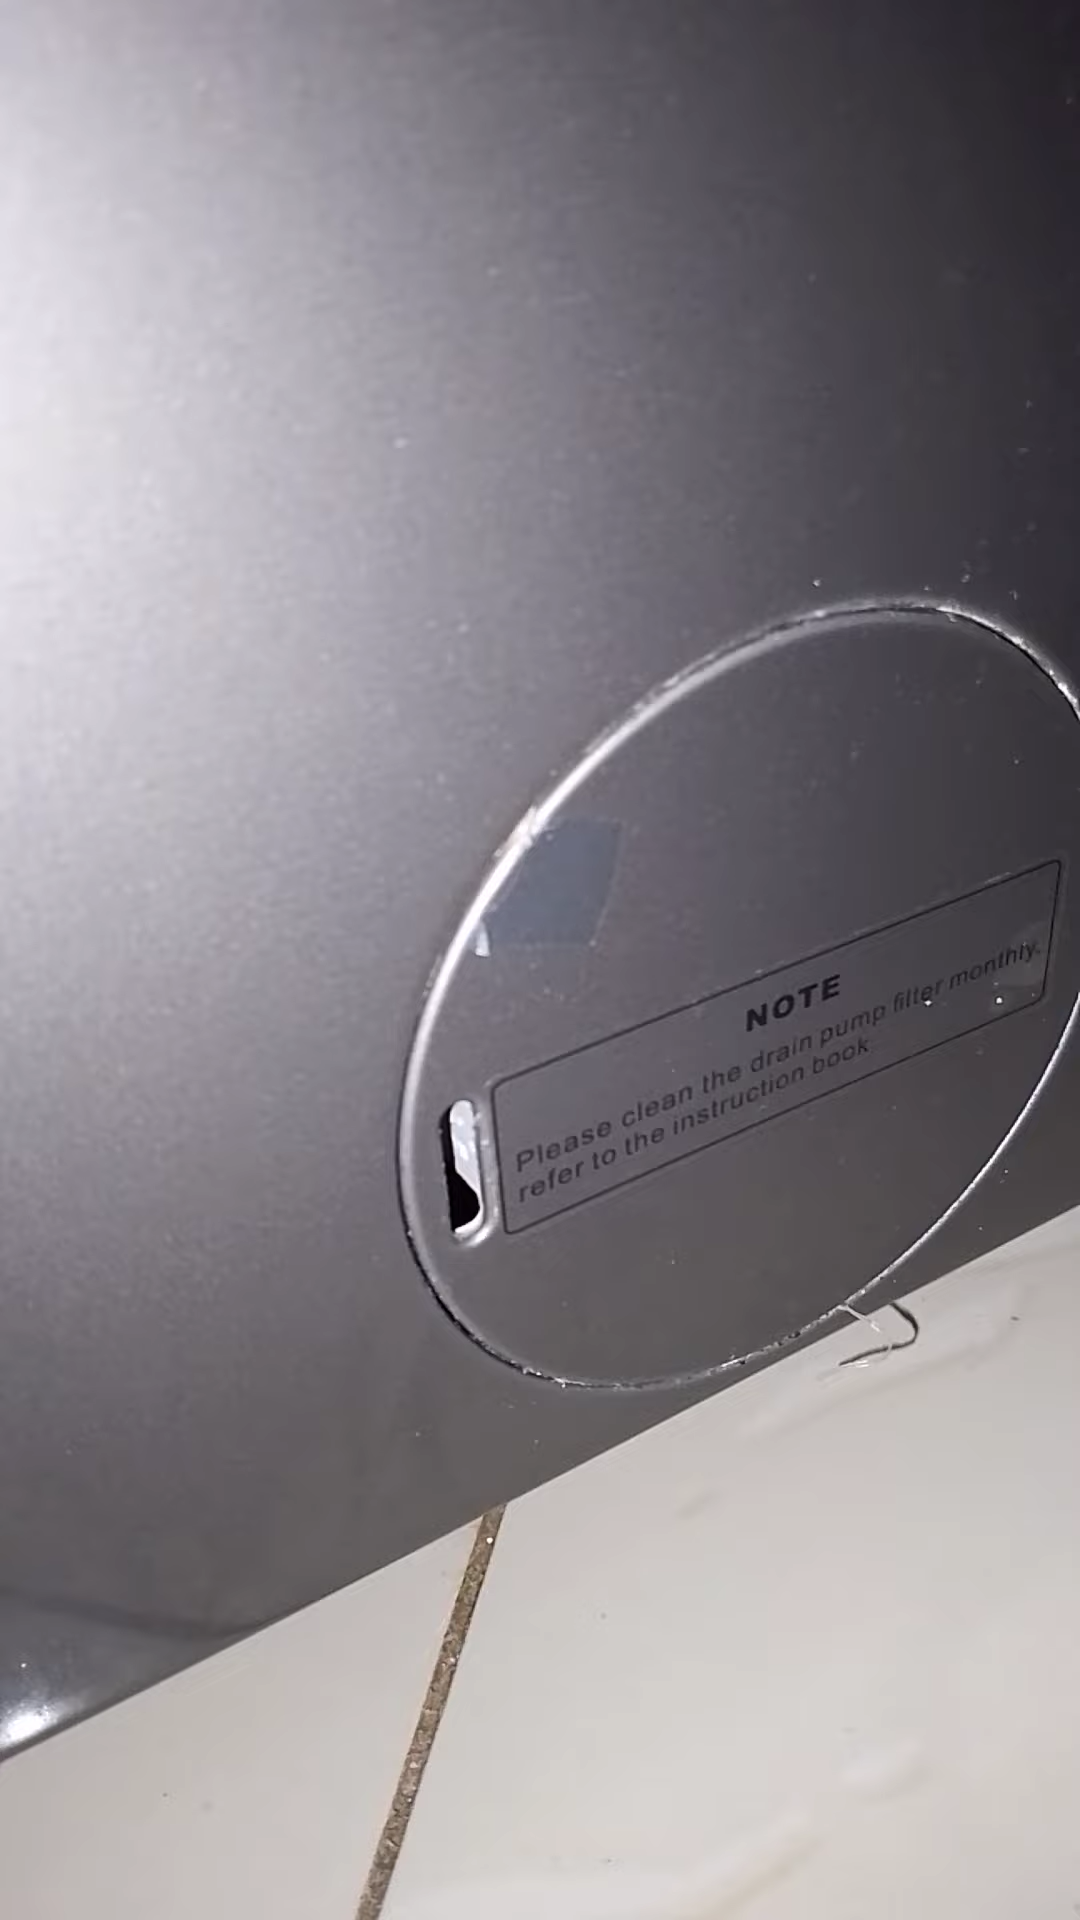 NOTE
Please clean the drain pump filter monthly.
refer to the instruction book